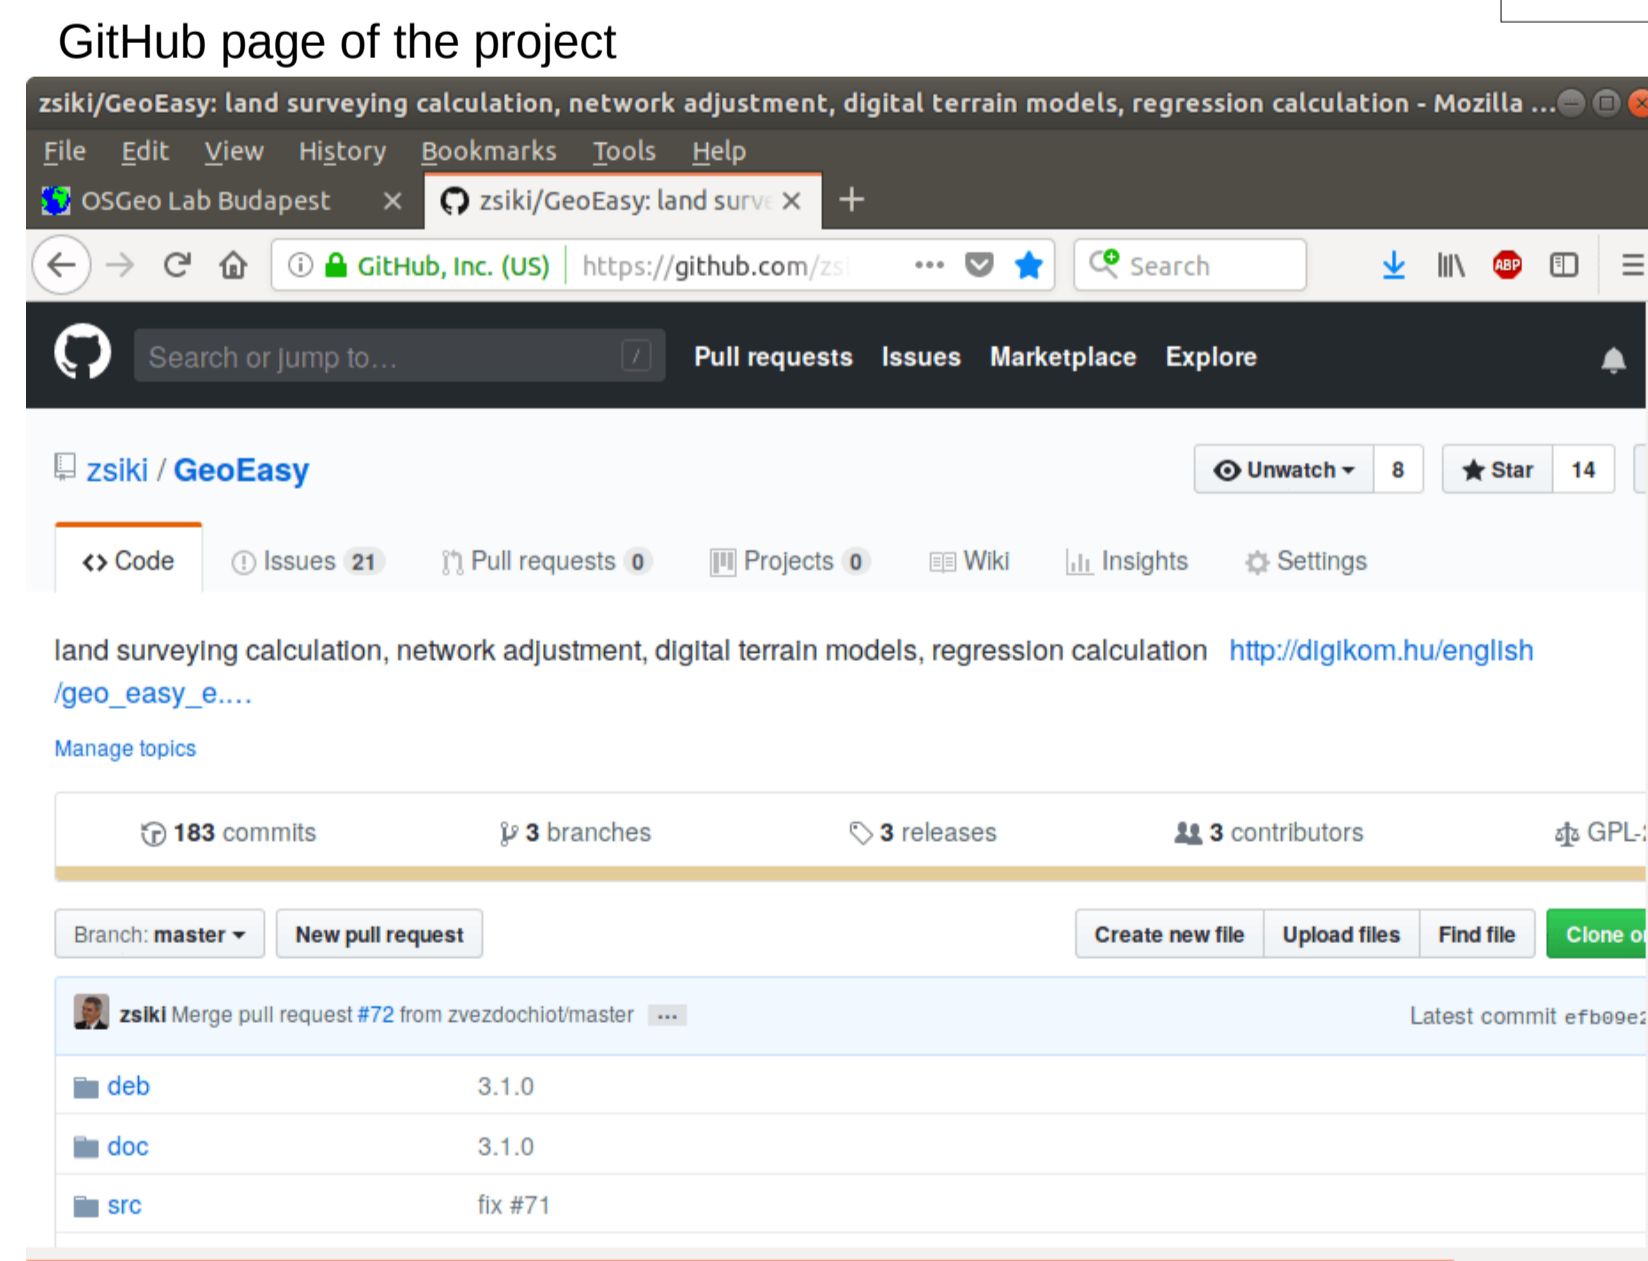 GitHub page of the project
zsiki/GeoEasy: land surveying calculation, network adjustment, digital terrain models, regression calculation - Mozilla ...
File Edit View History Bookmarks Tools Help
OSGeo Lab Budapest zsiki/GeoEasy: land surve
GitHub, Inc. (US) https://github.com/zsi Search ABP
Search or jump to... / Pull requests Issues Marketplace Explore
zsiki / GeoEasy Unwatch 8 Star 14
Code Issues 21 Pull requests 0 Projects 0 Wiki Insights Settings
land surveying calculation, network adjustment, digital terrain models, regression calculation http://digikom.hu/english
/geo_easy_e....
Manage topics
183 commits 3 branches 3 releases 3 contributors GPL-
Branch: master New pull request Create new file Upload files Find file Clone
zsiki Merge pull request #72 from zvezdochiot/master ... Latest commit efb09e2
deb 3.1.0
doc 3.1.0
src fix #71